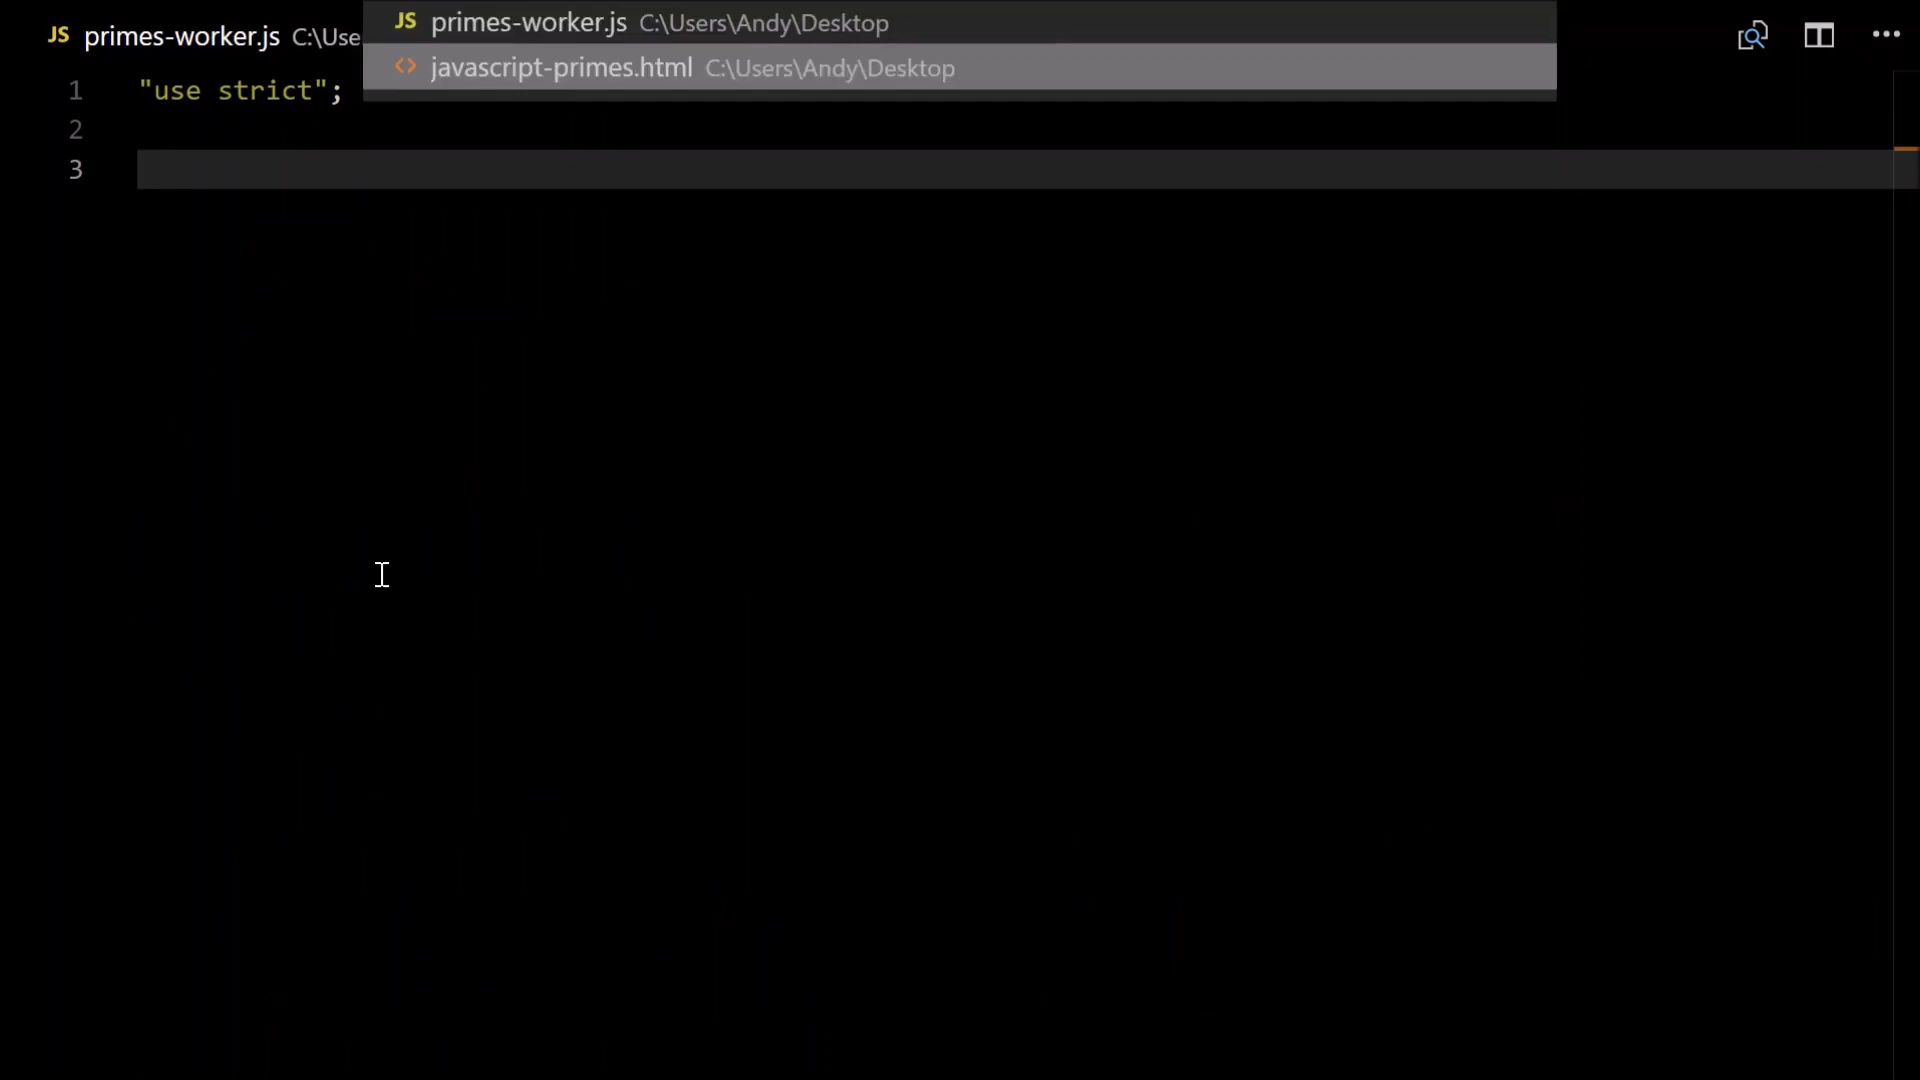 JS primes-worker.js C:\Use
JS primes-worker.js C:\Users\Andy\Desktop
<> javascript-primes.html C:\Users\Andy\Desktop
1 "use strict";
2
3